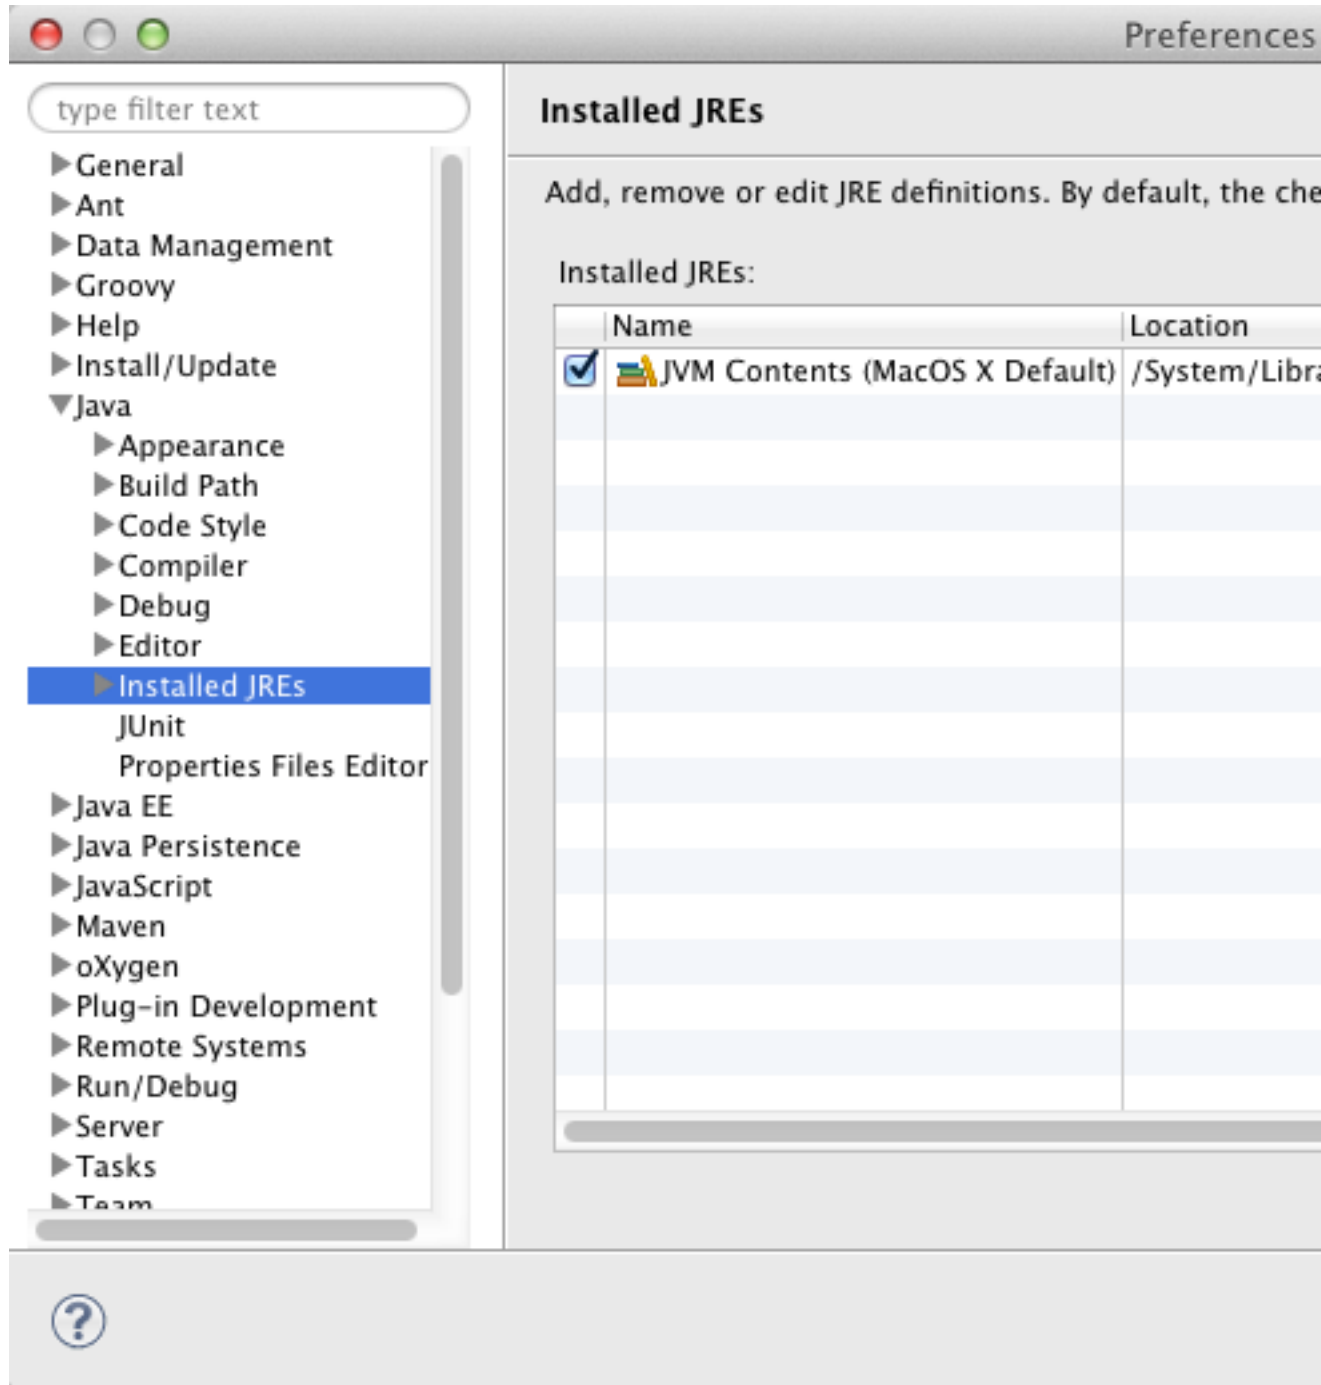 Preferences
type filter text
General
Ant
Data Management
Groovy
Help
Install/Update
Java
Appearance
Build Path
Code Style
Compiler
Debug
Editor
Installed JREs
JUnit
Properties Files Editor
Java EE
Java Persistence
JavaScript
Maven
oXygen
Plug-in Development
Remote Systems
Run/Debug
Server
Tasks
Team
Installed JREs
Add, remove or edit JRE definitions. By default, the che
Installed JREs:
Name Location
JVM Contents (MacOS X Default) /System/Libra
?